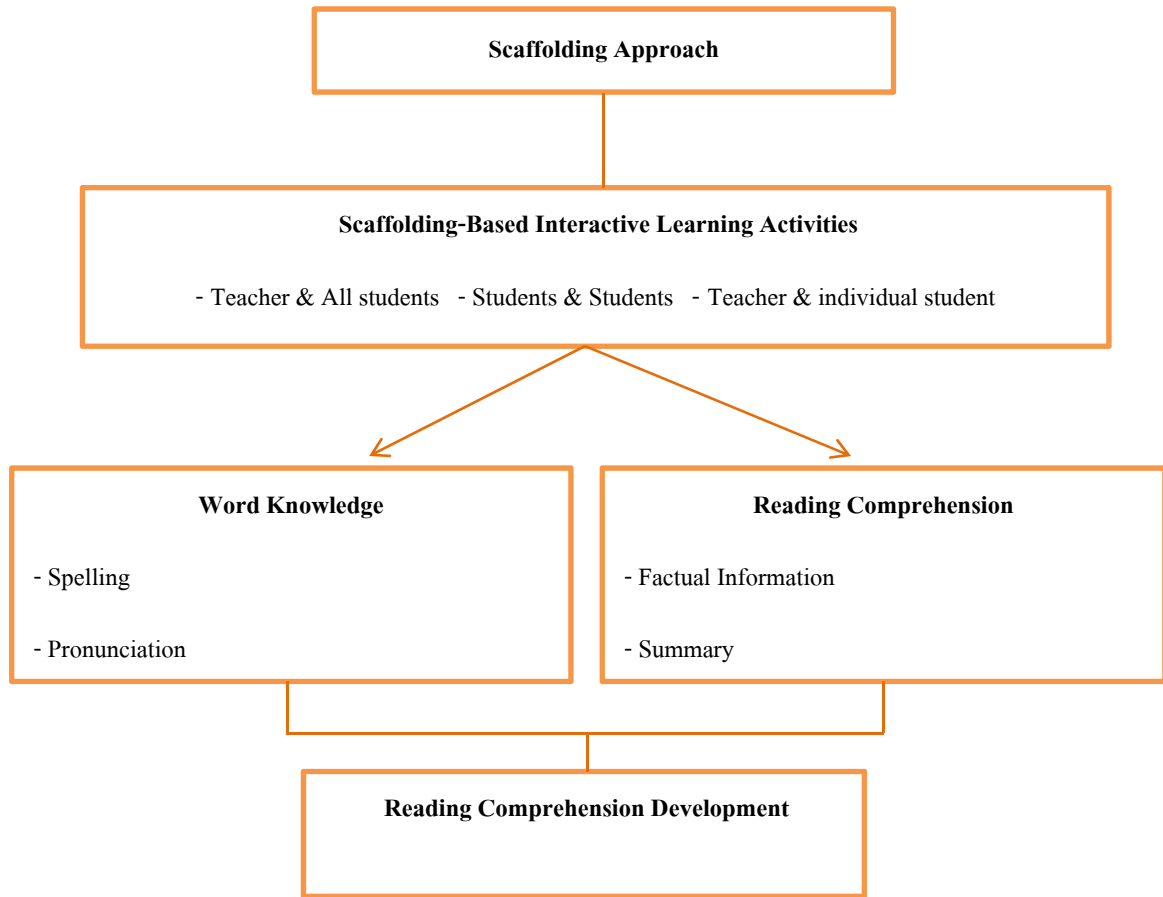 Scaffolding Approach
Scaffolding-Based Interactive Learning Activities
- Teacher & All students - Students & Students - Teacher & individual student
Word Knowledge
- Spelling
- Pronunciation
Reading Comprehension
- Factual Information
- Summary
Reading Comprehension Development